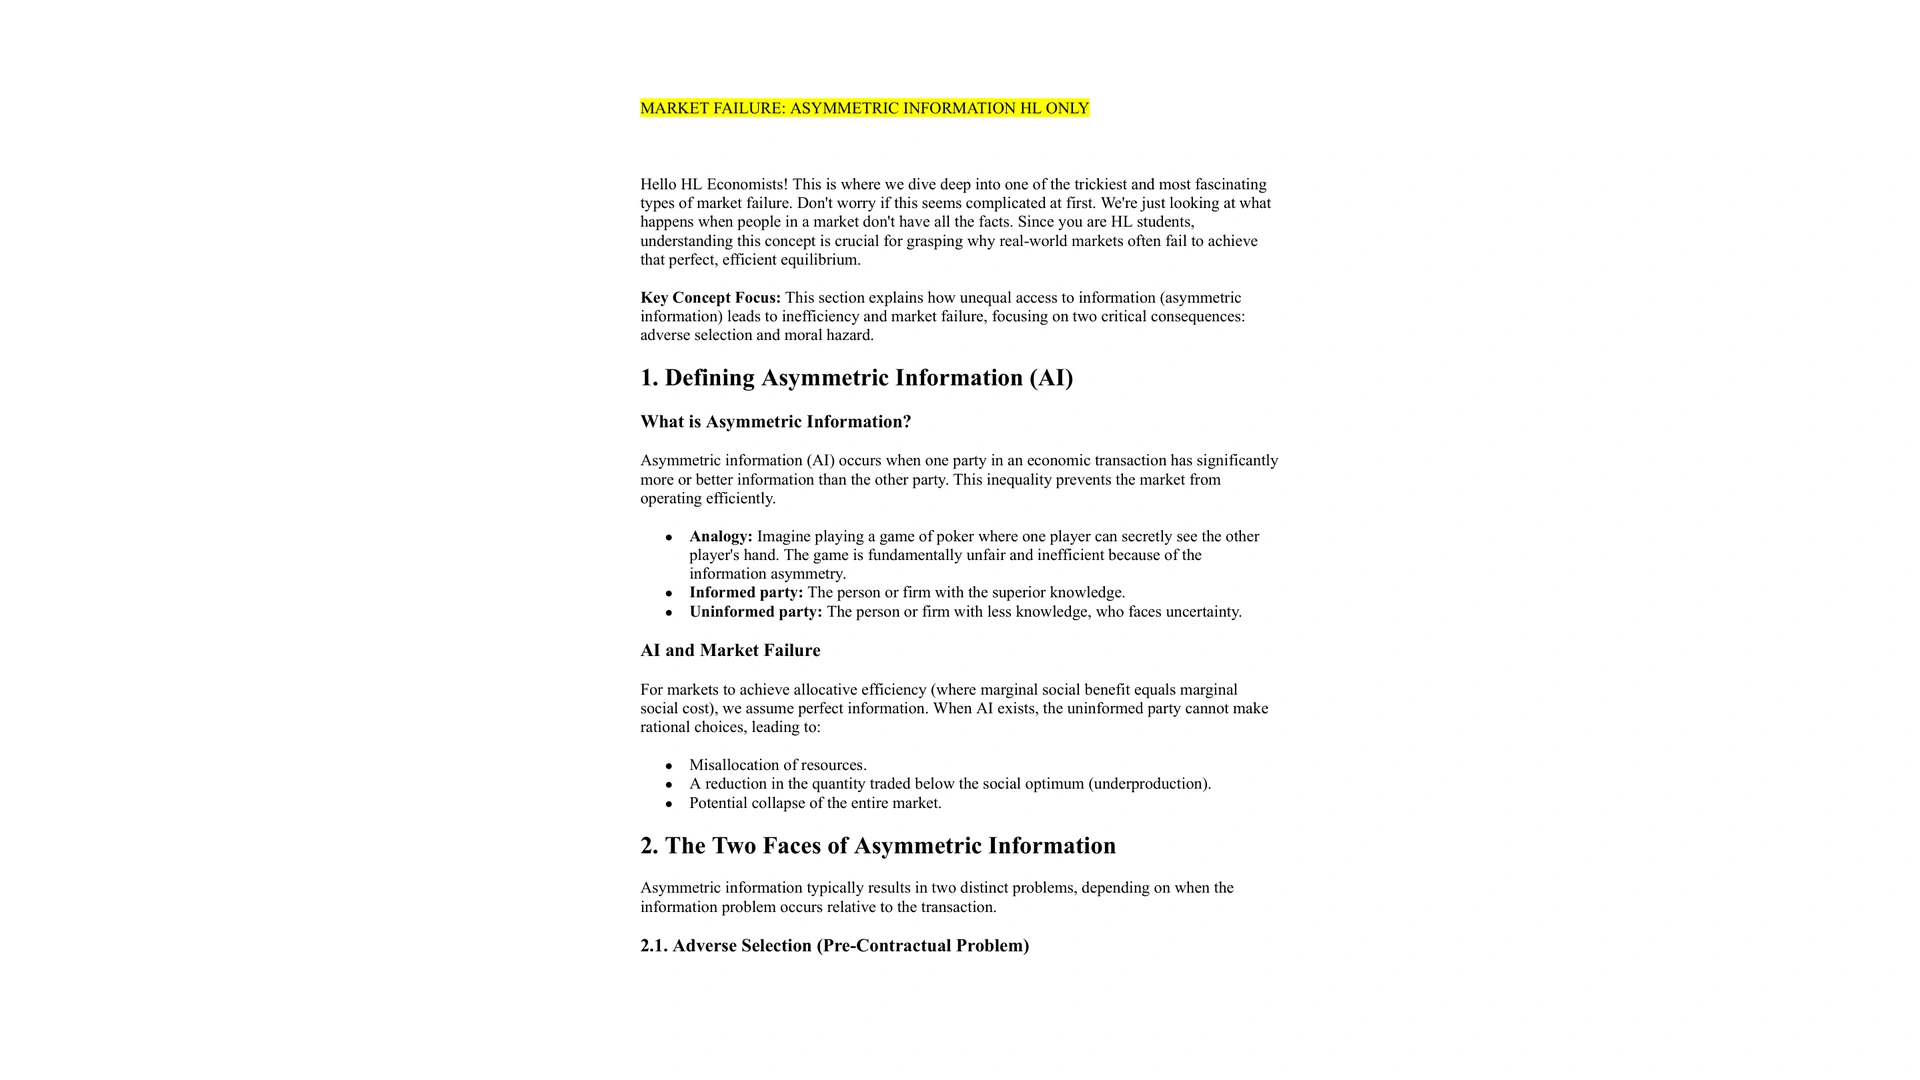 MARKET FAILURE: ASYMMETRIC INFORMATION HL ONLY
Hello HL Economists! This is where we dive deep into one of the trickiest and most fascinating
types of market failure. Don't worry if this seems complicated at first. We're just looking at what
happens when people in a market don't have all the facts. Since you are HL students,
understanding this concept is crucial for grasping why real-world markets often fail to achieve
that perfect, efficient equilibrium.
Key Concept Focus: This section explains how unequal access to information (asymmetric
information) leads to inefficiency and market failure, focusing on two critical consequences:
adverse selection and moral hazard.
1. Defining Asymmetric Information (AI)
What is Asymmetric Information?
Asymmetric information (AI) occurs when one party in an economic transaction has significantly
more or better information than the other party. This inequality prevents the market from
operating efficiently.
● Analogy: Imagine playing a game of poker where one player can secretly see the other
player's hand. The game is fundamentally unfair and inefficient because of the
information asymmetry.
● Informed party: The person or firm with the superior knowledge.
● Uninformed party: The person or firm with less knowledge, who faces uncertainty.
AI and Market Failure
For markets to achieve allocative efficiency (where marginal social benefit equals marginal
social cost), we assume perfect information. When AI exists, the uninformed party cannot make
rational choices, leading to:
● Misallocation of resources.
● A reduction in the quantity traded below the social optimum (underproduction).
● Potential collapse of the entire market.
2. The Two Faces of Asymmetric Information
Asymmetric information typically results in two distinct problems, depending on when the
information problem occurs relative to the transaction.
2.1. Adverse Selection (Pre-Contractual Problem)